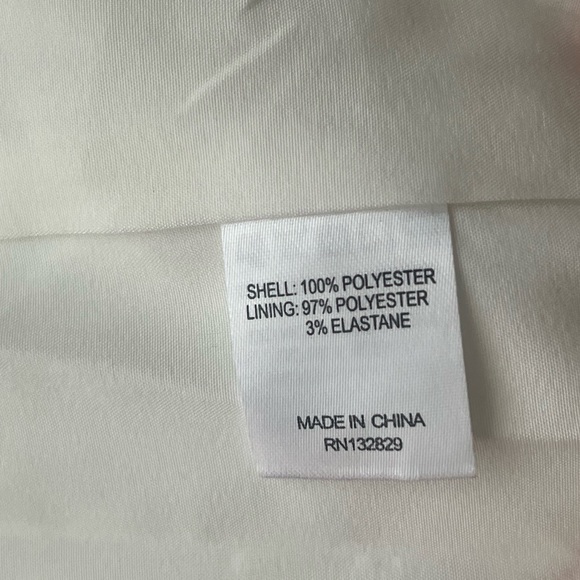 SHELL: 100% POLYESTER
LINING: 97% POLYESTER
3% ELASTANE
MADE IN CHINA
RN132829